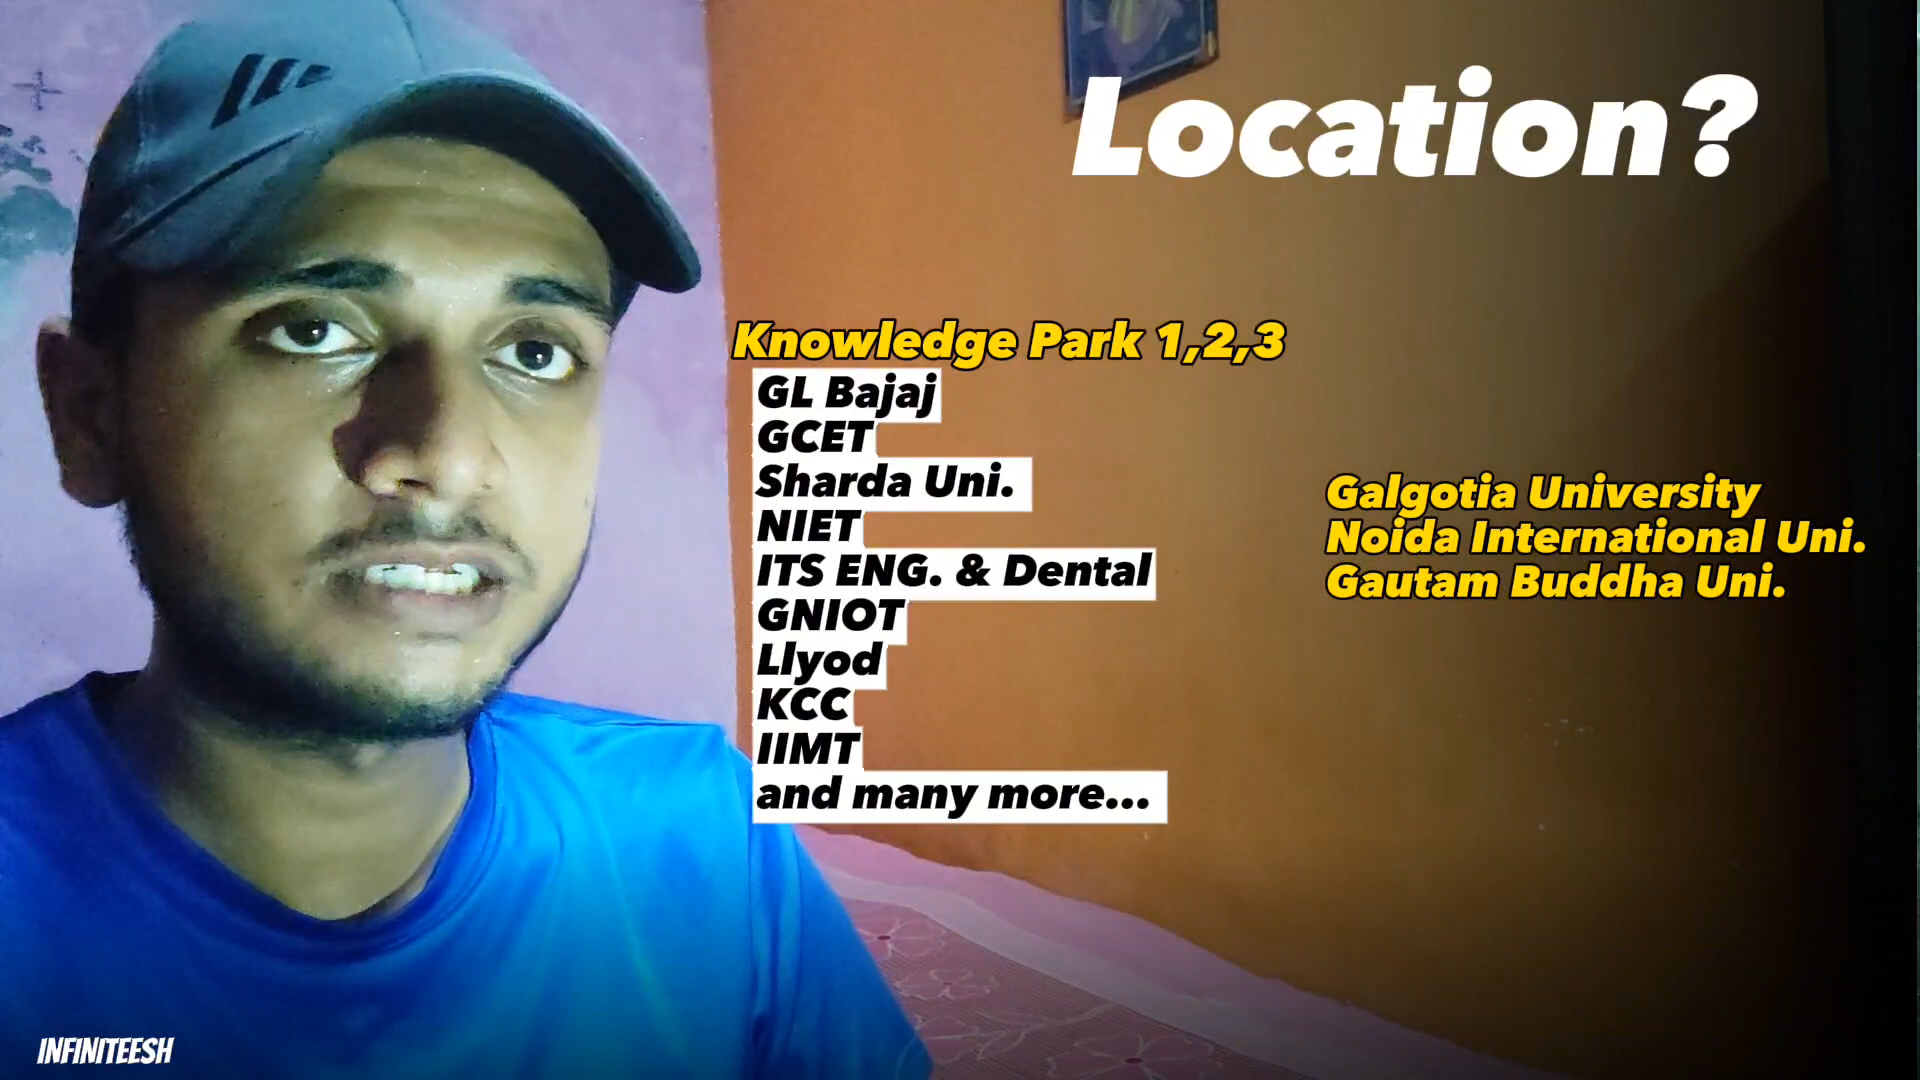 Location?
Knowledge Park 1,2,3
GL Bajaj
GCET
Sharda Uni.
NIET
ITS ENG. & Dental
GNIOT
Llyod
KCC
IIMT
and many more...
Galgotia University
Noida International Uni.
Gautam Buddha Uni.
INFINITEESH